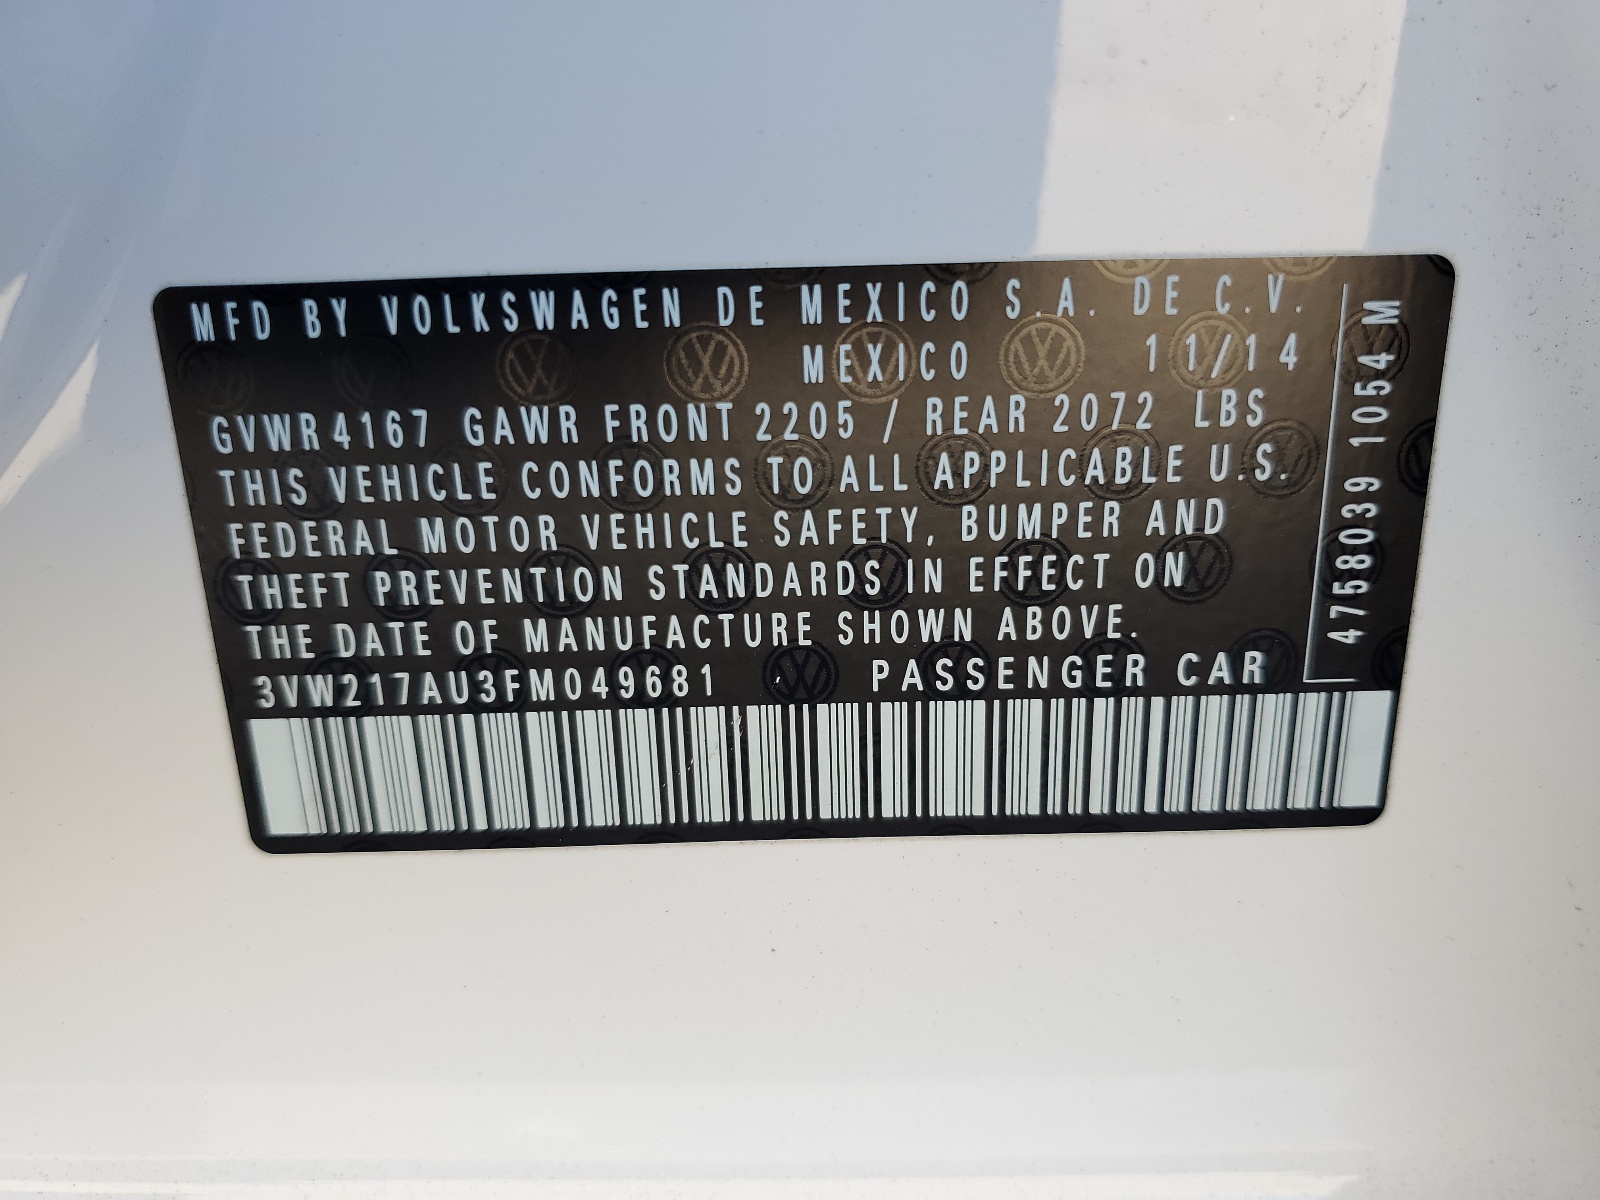 MFD BY VOLKSWAGEN DE MEXICO S.A. DE C.V.
MEXICO 11/14
GVWR 4167 GAWR FRONT 2205 / REAR 2072 LBS
THIS VEHICLE CONFORMS TO ALL APPLICABLE U.S.
FEDERAL MOTOR VEHICLE SAFETY, BUMPER AND
THEFT PREVENTION STANDARDS IN EFFECT ON
THE DATE OF MANUFACTURE SHOWN ABOVE.
3VW217AU3FM049681 PASSENGER CAR
4758039 1054 M